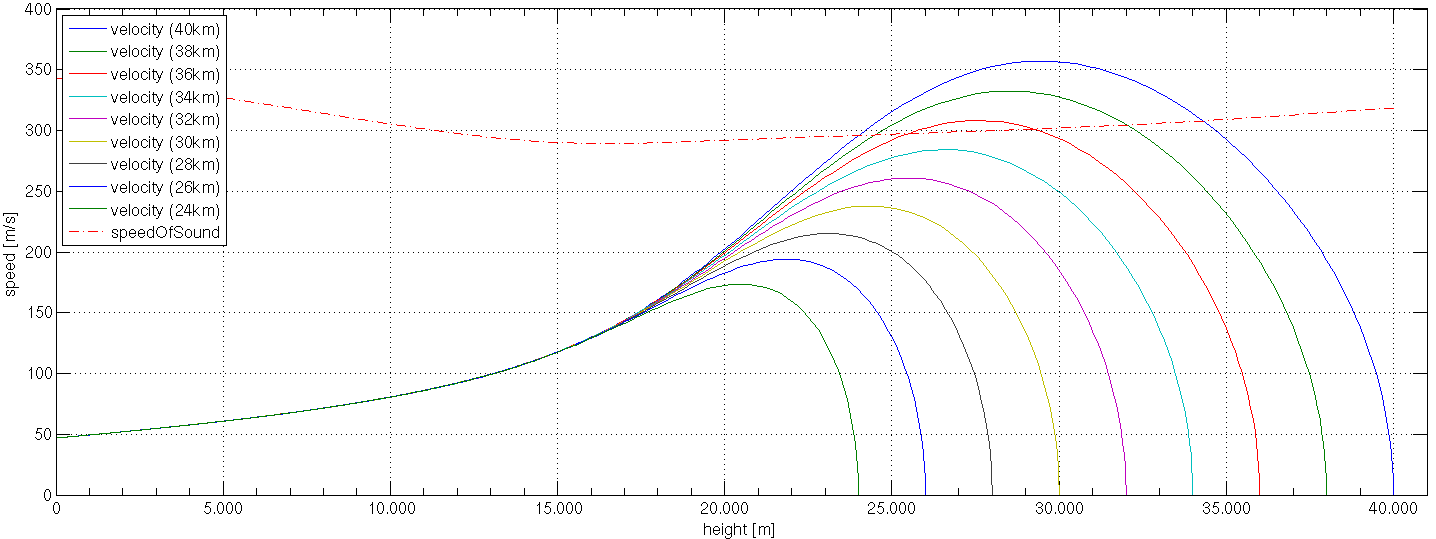 400
350
300
250
200
150
100
50
0
speed [m/s]
velocity (40km)
velocity (38km)
velocity (36km)
velocity (34km)
velocity (32km)
velocity (30km)
velocity (28km)
velocity (26km)
velocity (24km)
speedOfSound
0 5.000 10.000 15.000 20.000 25.000 30.000 35.000 40.000
height [m]